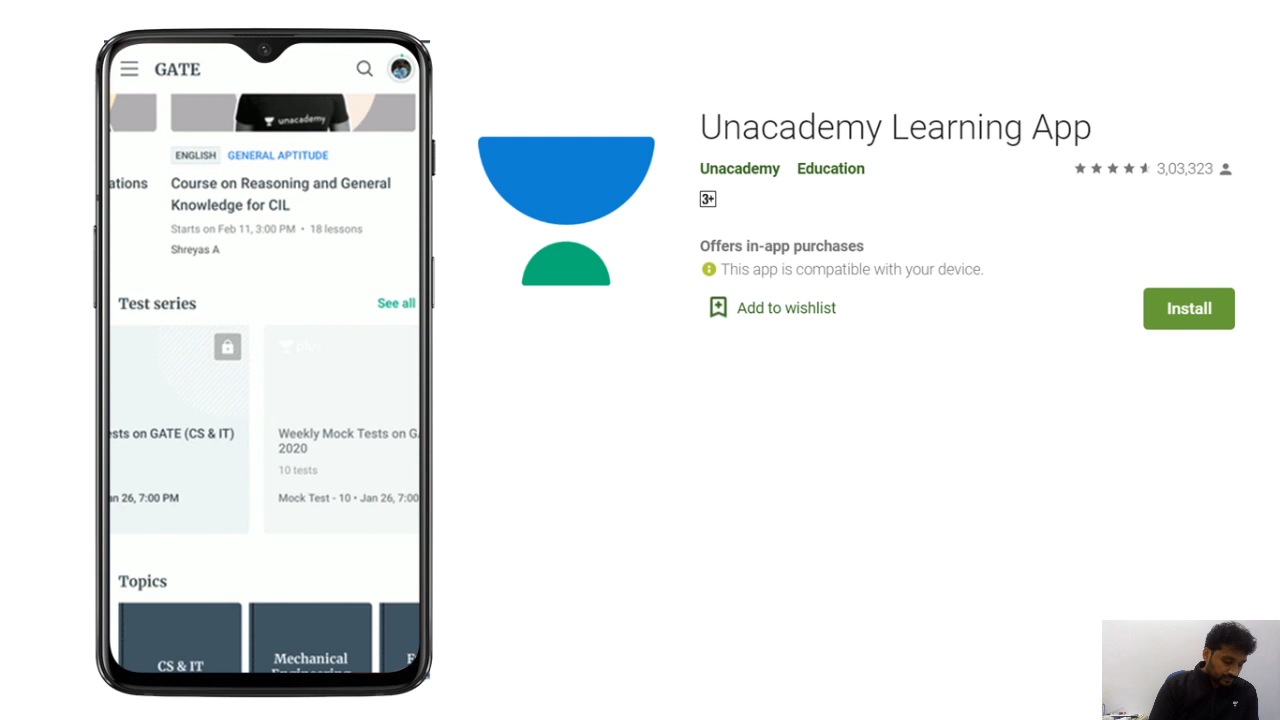 GATE
unacademy
ENGLISH GENERAL APTITUDE
ations
Course on Reasoning and General
Knowledge for CIL
Starts on Feb 11, 3:00 PM • 18 lessons
Shreyas A
Test series See all
plus
sts on GATE (CS & IT)
an 26, 7:00 PM
Weekly Mock Tests on GA
2020
10 tests
Mock Test - 10 • Jan 26, 7:00
Topics
CS & IT
Mechanical
Engineering
Unacademy Learning App
Unacademy Education 3,03,323
3+
Offers in-app purchases
This app is compatible with your device.
Add to wishlist
Install